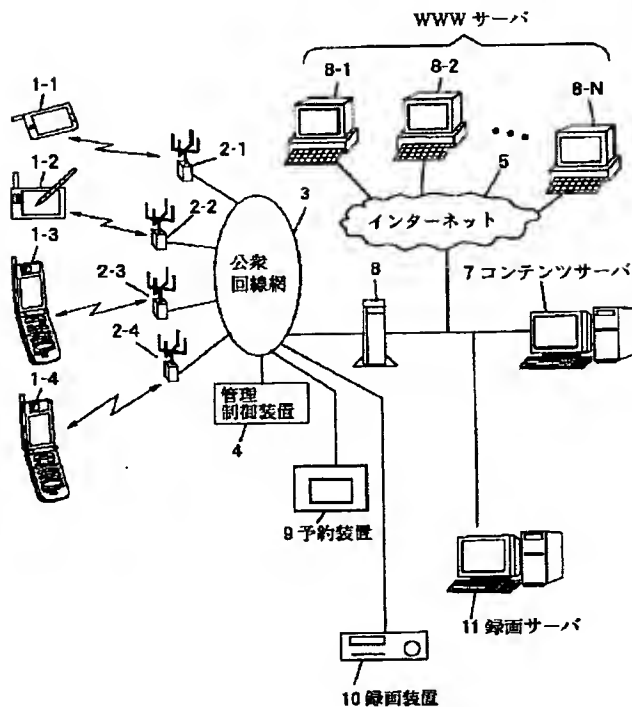 WWW サーバ
8-1
8-2
8-N
1-1
2-1
1-2
2-2
3
5
インターネット
1-3
2-3
公衆
回線網
8
7 コンテンツサーバ
2-4
1-4
管理
制御装置
4
9 予約装置
11 録画サーバ
10 録画装置